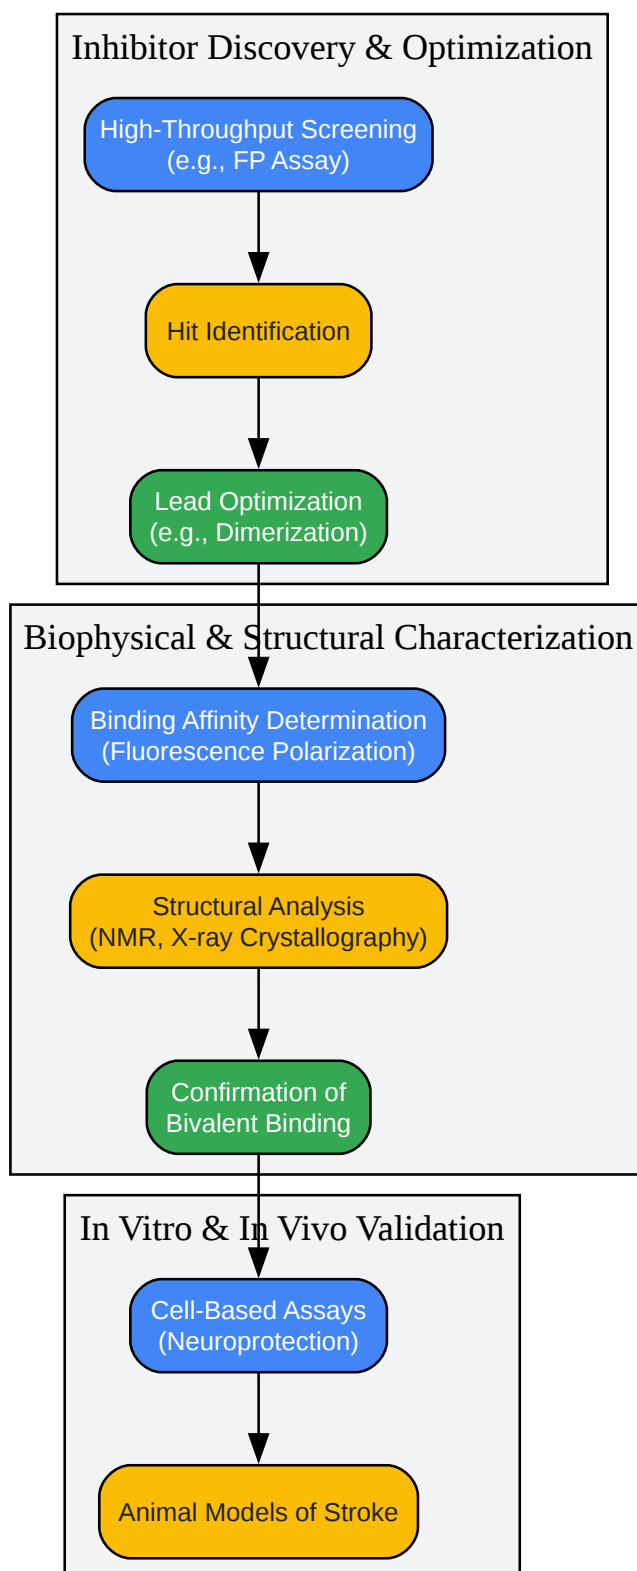 Inhibitor Discovery & Optimization
High-Throughput Screening
(e.g., FP Assay)
Hit Identification
Lead Optimization
(e.g., Dimerization)
Biophysical & Structural Characterization
Binding Affinity Determination
(Fluorescence Polarization)
Structural Analysis
(NMR, X-ray Crystallography)
Confirmation of
Bivalent Binding
In Vitro & In Vivo Validation
Cell-Based Assays
(Neuroprotection)
Animal Models of Stroke